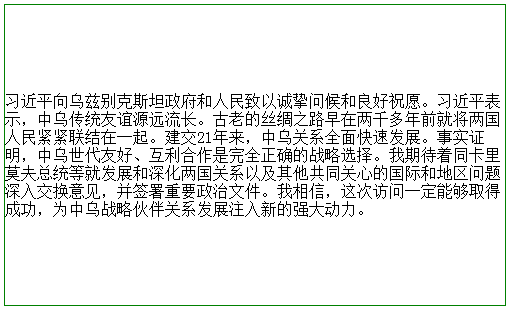 习近平向乌兹别克斯坦政府和人民致以诚挚问候和良好祝愿。习近平表
示，中乌传统友谊源远流长。古老的丝绸之路早在两千多年前就将两国
人民紧紧联结在一起。建交21年来，中乌关系全面快速发展。事实证
明，中乌世代友好、互利合作是完全正确的战略选择。我期待着同卡里
莫夫总统等就发展和深化两国关系以及其他共同关心的国际和地区问题
深入交换意见，并签署重要政治文件。我相信，这次访问一定能够取得
成功，为中乌战略伙伴关系发展注入新的强大动力。